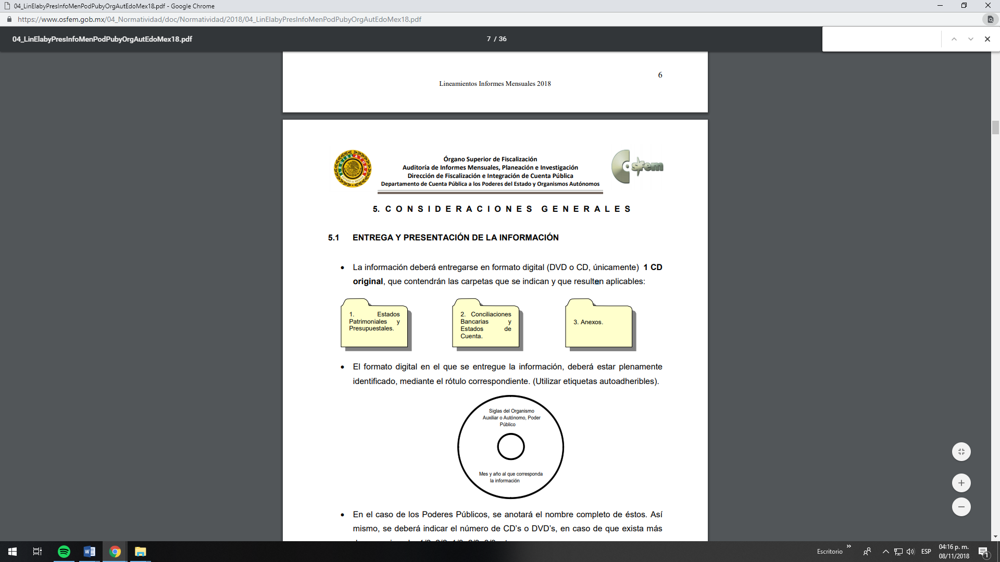 04_LinElabyPresInfoMenPodPubyOrgAutEdoMex18.pdf - Google Chrome
https://www.osfem.gob.mx/04_Normatividad/doc/Normatividad/2018/04_LinElabyPresInfoMenPodPubyOrgAutEdoMex18.pdf
04_LinElabyPresInfoMenPodPubyOrgAutEdoMex18.pdf
7 / 36
6
Lineamientos Informes Mensuales 2018
LEGISLATURA
Órgano Superior de Fiscalización
Auditoría de Informes Mensuales, Planeación e Investigación
Dirección de Fiscalización e Integración de Cuenta Pública
Departamento de Cuenta Pública a los Poderes del Estado y Organismos Autónomos
Osfem
5. C O N S I D E R A C I O N E S G E N E R A L E S
5.1 ENTREGA Y PRESENTACIÓN DE LA INFORMACIÓN
• La información deberá entregarse en formato digital (DVD o CD, únicamente) 1 CD
original, que contendrán las carpetas que se indican y que resulten aplicables:
1. Estados
Patrimoniales y
Presupuestales.
2. Conciliaciones
Bancarias y
Estados de
Cuenta.
3. Anexos.
• El formato digital en el que se entregue la información, deberá estar plenamente
identificado, mediante el rótulo correspondiente. (Utilizar etiquetas autoadheribles).
Siglas del Organismo
Auxiliar o Autónomo, Poder
Público
Mes y año al que corresponda
la información
• En el caso de los Poderes Públicos, se anotará el nombre completo de éstos. Así
mismo, se deberá indicar el número de CD’s o DVD’s, en caso de que exista más
Escritorio
ESP
04:16 p. m.
08/11/2018
1